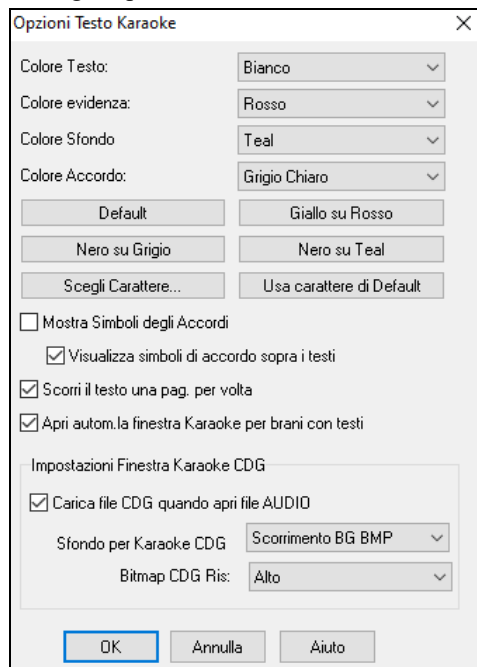 Opzioni Testo Karaoke
Colore Testo: Bianco
Colore evidenza: Rosso
Colore Sfondo Teal
Colore Accordo: Grigio Chiaro
Default Giallo su Rosso
Nero su Grigio Nero su Teal
Scegli Carattere... Usa carattere di Default
Mostra Simboli degli Accordi
Visualizza simboli di accordo sopra i testi
Scorri il testo una pag. per volta
Apri autom.la finestra Karaoke per brani con testi
Impostazioni Finestra Karaoke CDG
Carica file CDG quando apri file AUDIO
Sfondo per Karaoke CDG Scorrimento BG BMP
Bitmap CDG Ris: Alto
OK Annulla Aiuto